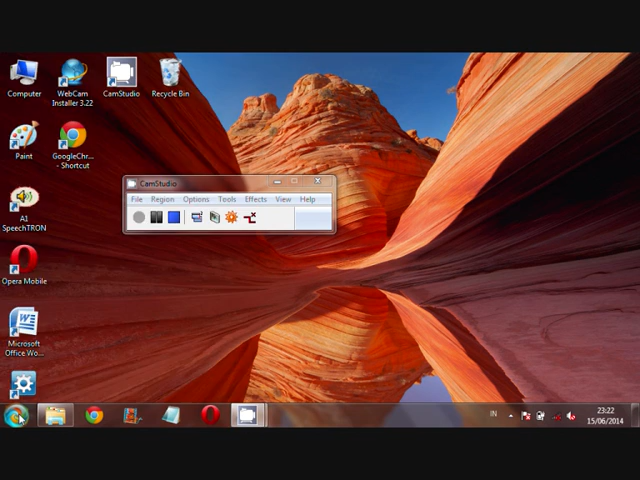 Computer
WebCam
Installer 3.22
CamStudio
Recycle Bin
Paint
GoogleChr...
- Shortcut
CamStudio
File Region Options Tools Effects View Help
A1
SpeechTRON
Opera Mobile
Microsoft
Office Wo...
IN
23:22
15/06/2014